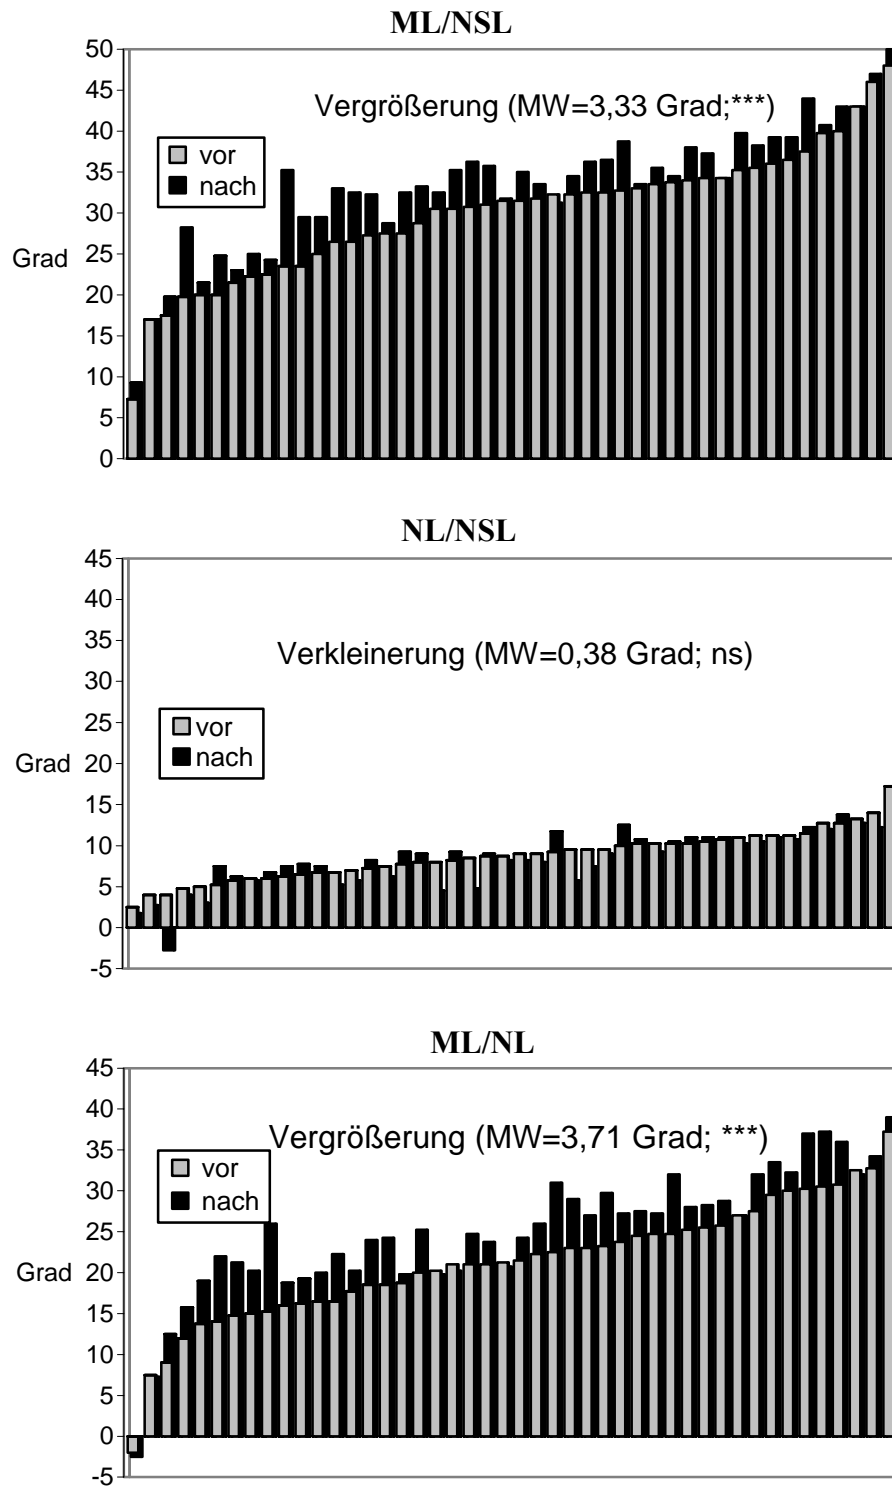 ML/NSL
50
45
40
35
30
25
20
15
10
5
0
Grad
Vergrößerung (MW=3,33 Grad;***)
vor
nach
NL/NSL
45
40
35
30
25
20
15
10
5
0
-5
Grad
Verkleinerung (MW=0,38 Grad; ns)
vor
nach
ML/NL
45
40
35
30
25
20
15
10
5
0
-5
Grad
Vergrößerung (MW=3,71 Grad; ***)
vor
nach